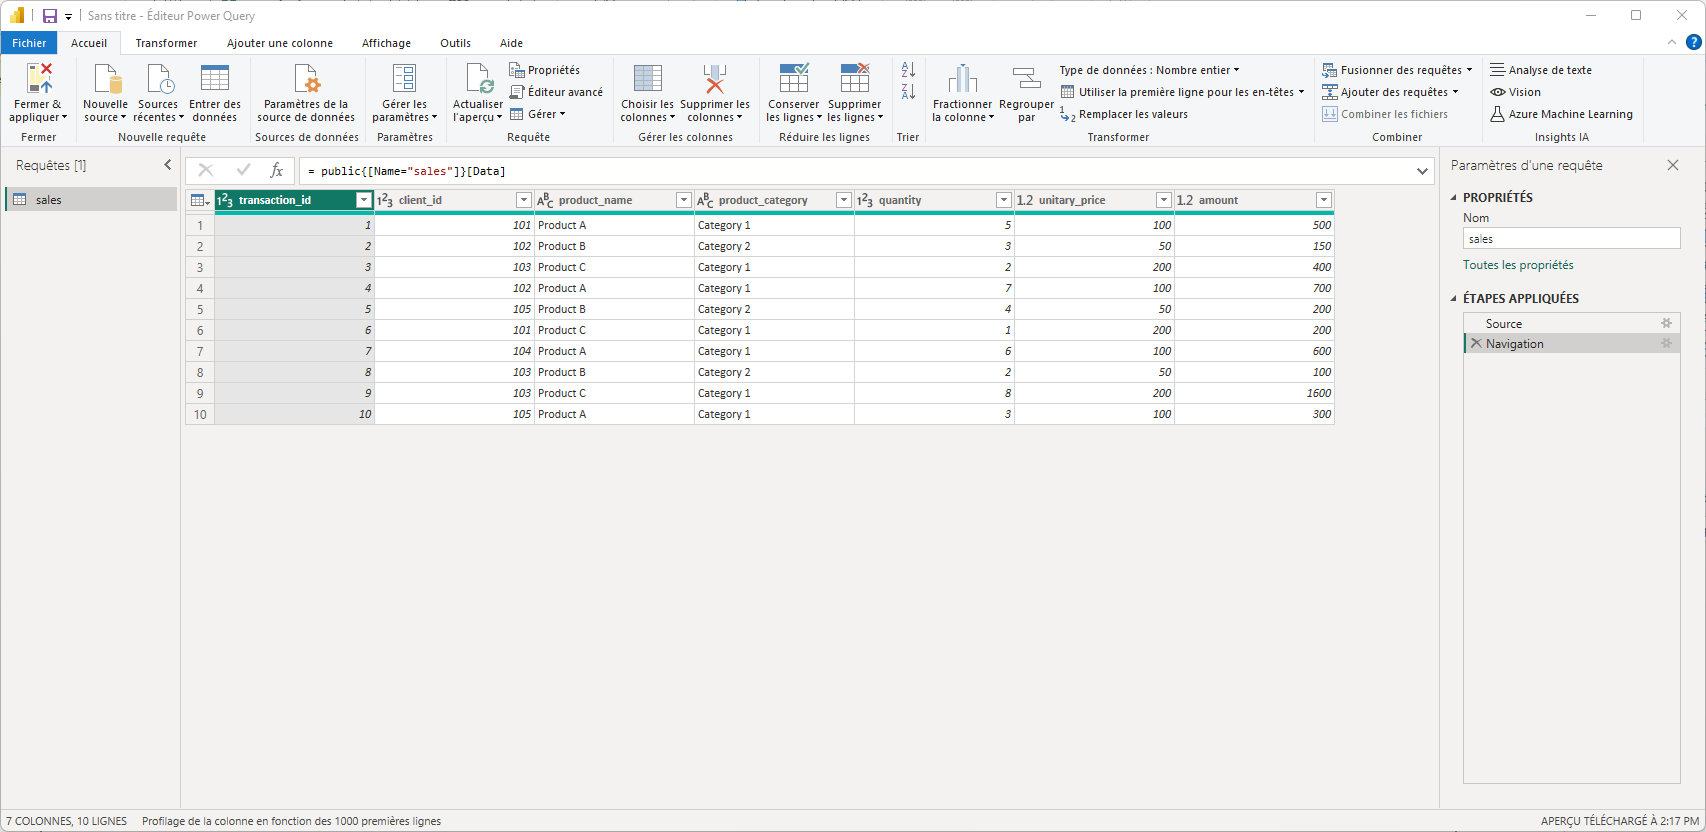 Sans titre - Éditeur Power Query
Fichier Accueil Transformer Ajouter une colonne Affichage Outils Aide
Fermer & appliquer
Nouvelle source
Sources récentes
Entrer des données
Paramètres de la source de données
Gérer les paramètres
Actualiser l'aperçu
Propriétés
Éditeur avancé
Gérer
Choisir les colonnes
Supprimer les colonnes
Conserver les lignes
Supprimer les lignes
Fractionner la colonne
Regrouper par
Type de données : Nombre entier
Utiliser la première ligne pour les en-têtes
Remplacer les valeurs
Fusionner des requêtes
Ajouter des requêtes
Combiner les fichiers
Analyse de texte
Vision
Azure Machine Learning
Fermer Nouvelle requête Sources de données Paramètres Requête Gérer les colonnes Réduire les lignes Trier Transformer Combiner Insights IA
Requêtes [1]
sales
fx = public{[Name="sales"]}[Data]
123 transaction_id 123 client_id ABC product_name ABC product_category 123 quantity 1.2 unitary_price 1.2 amount
1 1 101 Product A Category 1 5 100 500
2 2 102 Product B Category 2 3 50 150
3 3 103 Product C Category 1 2 200 400
4 4 102 Product A Category 1 7 100 700
5 5 105 Product B Category 2 4 50 200
6 6 101 Product C Category 1 1 200 200
7 7 104 Product A Category 1 6 100 600
8 8 103 Product B Category 2 2 50 100
9 9 103 Product C Category 1 8 200 1600
10 10 105 Product A Category 1 3 100 300
Paramètres d'une requête
PROPRIÉTÉS
Nom
sales
Toutes les propriétés
ÉTAPES APPLIQUÉES
Source
Navigation
7 COLONNES, 10 LIGNES Profilage de la colonne en fonction des 1000 premières lignes
APERÇU TÉLÉCHARGÉ À 2:17 PM